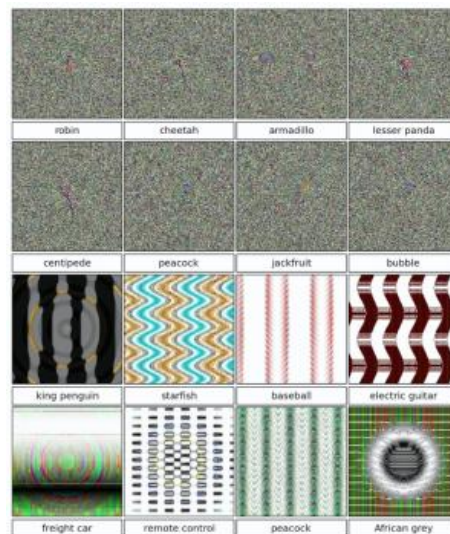 robin
cheetah
armadillo
lesser panda
centipede
peacock
jackfruit
bubble
king penguin
starfish
baseball
electric guitar
freight car
remote control
peacock
African grey